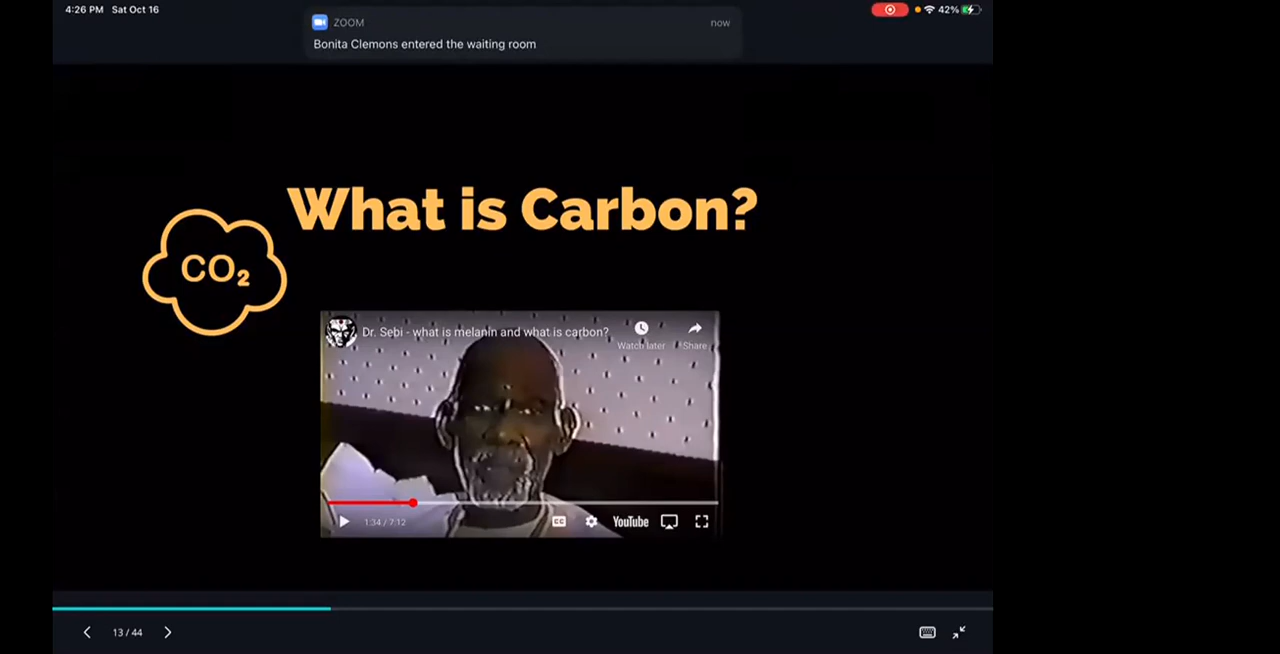 4:26 PM Sat Oct 16
ZOOM
now
42%
Bonita Clemons entered the waiting room
What is Carbon?
CO₂
Dr. Sebi - what is melanin and what is carbon?
Watch later
Share
1:34 / 7:12
CC
YouTube
13 / 44